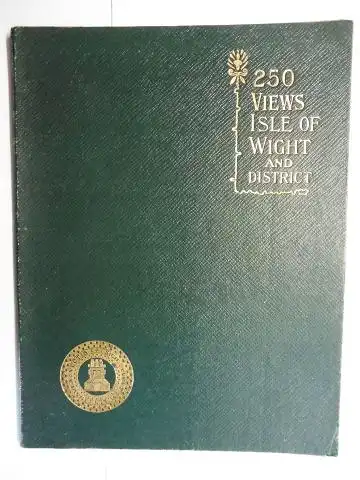 250
VIEWS
ISLE OF
WIGHT
AND
DISTRICT